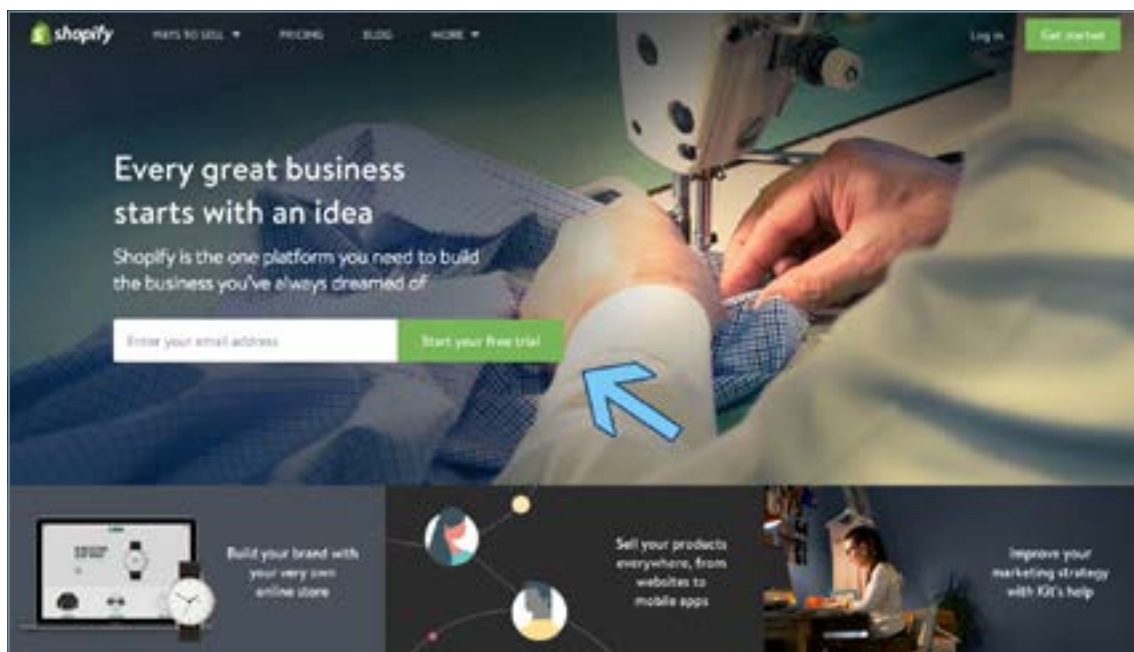 shopify
WAYS TO SELL
PRICING
BLOG
MORE
Log in
Get started
Every great business
starts with an idea
Shopify is the one platform you need to build
the business you've always dreamed of
Enter your email address
Start your free trial
Build your brand with
your very own
online store
Sell your products
everywhere, from
websites to
mobile apps
Improve your
marketing strategy
with Kit's help